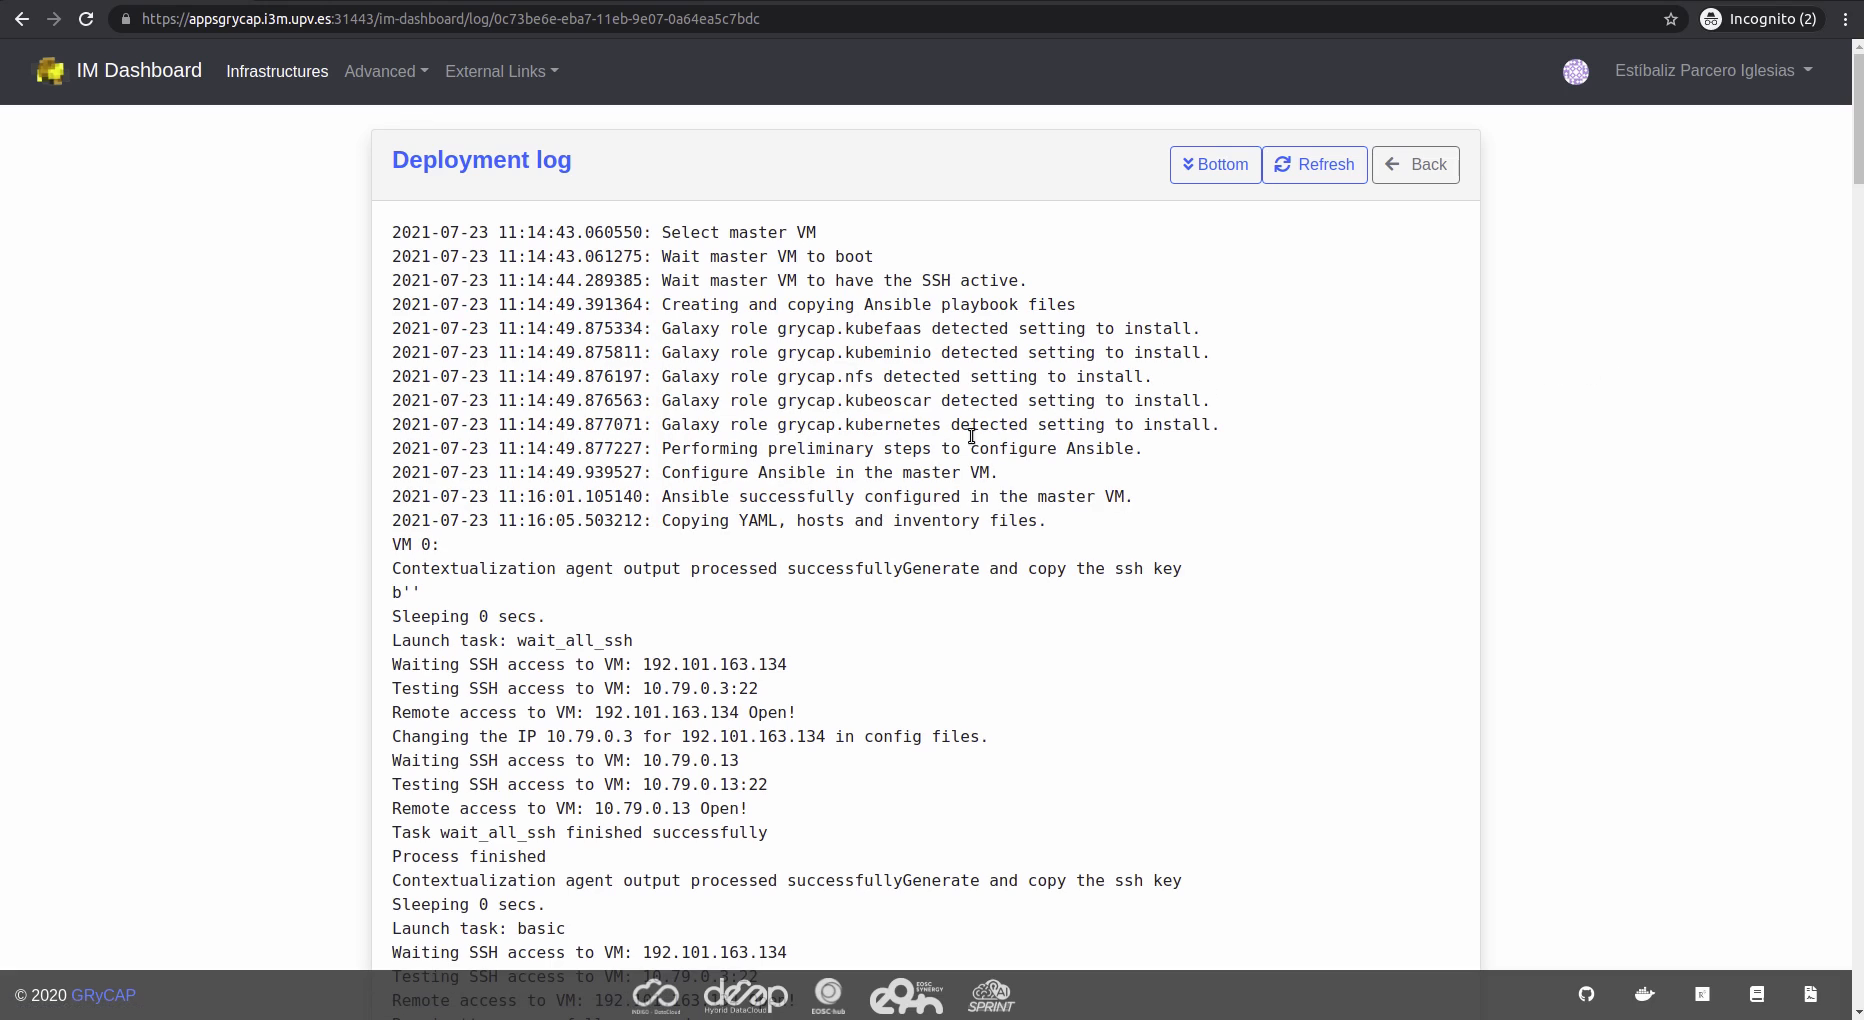 https://appsgrycap.i3m.upv.es:31443/im-dashboard/log/0c73be6e-eba7-11eb-9e07-0a64ea5c7bdc
Incognito (2)
IM Dashboard Infrastructures Advanced External Links Estíbaliz Parcero Iglesias
Deployment log
Bottom Refresh Back
2021-07-23 11:14:43.060550: Select master VM
2021-07-23 11:14:43.061275: Wait master VM to boot
2021-07-23 11:14:44.289385: Wait master VM to have the SSH active.
2021-07-23 11:14:49.391364: Creating and copying Ansible playbook files
2021-07-23 11:14:49.875334: Galaxy role grycap.kubefaas detected setting to install.
2021-07-23 11:14:49.875811: Galaxy role grycap.kubeminio detected setting to install.
2021-07-23 11:14:49.876197: Galaxy role grycap.nfs detected setting to install.
2021-07-23 11:14:49.876563: Galaxy role grycap.kubeoscar detected setting to install.
2021-07-23 11:14:49.877071: Galaxy role grycap.kubernetes detected setting to install.
2021-07-23 11:14:49.877227: Performing preliminary steps to configure Ansible.
2021-07-23 11:14:49.939527: Configure Ansible in the master VM.
2021-07-23 11:16:01.105140: Ansible successfully configured in the master VM.
2021-07-23 11:16:05.503212: Copying YAML, hosts and inventory files.
VM 0:
Contextualization agent output processed successfullyGenerate and copy the ssh key
b''
Sleeping 0 secs.
Launch task: wait_all_ssh
Waiting SSH access to VM: 192.101.163.134
Testing SSH access to VM: 10.79.0.3:22
Remote access to VM: 192.101.163.134 Open!
Changing the IP 10.79.0.3 for 192.101.163.134 in config files.
Waiting SSH access to VM: 10.79.0.13
Testing SSH access to VM: 10.79.0.13:22
Remote access to VM: 10.79.0.13 Open!
Task wait_all_ssh finished successfully
Process finished
Contextualization agent output processed successfullyGenerate and copy the ssh key
Sleeping 0 secs.
Launch task: basic
Waiting SSH access to VM: 192.101.163.134
Testing SSH access to VM: 10.79.0.3:22
Remote access to VM:
© 2020 GRyCAP
INDIGO - DataCloud
deep Hybrid DataCloud
EOSC hub
EOSC SYNERGY
AI SPRINT